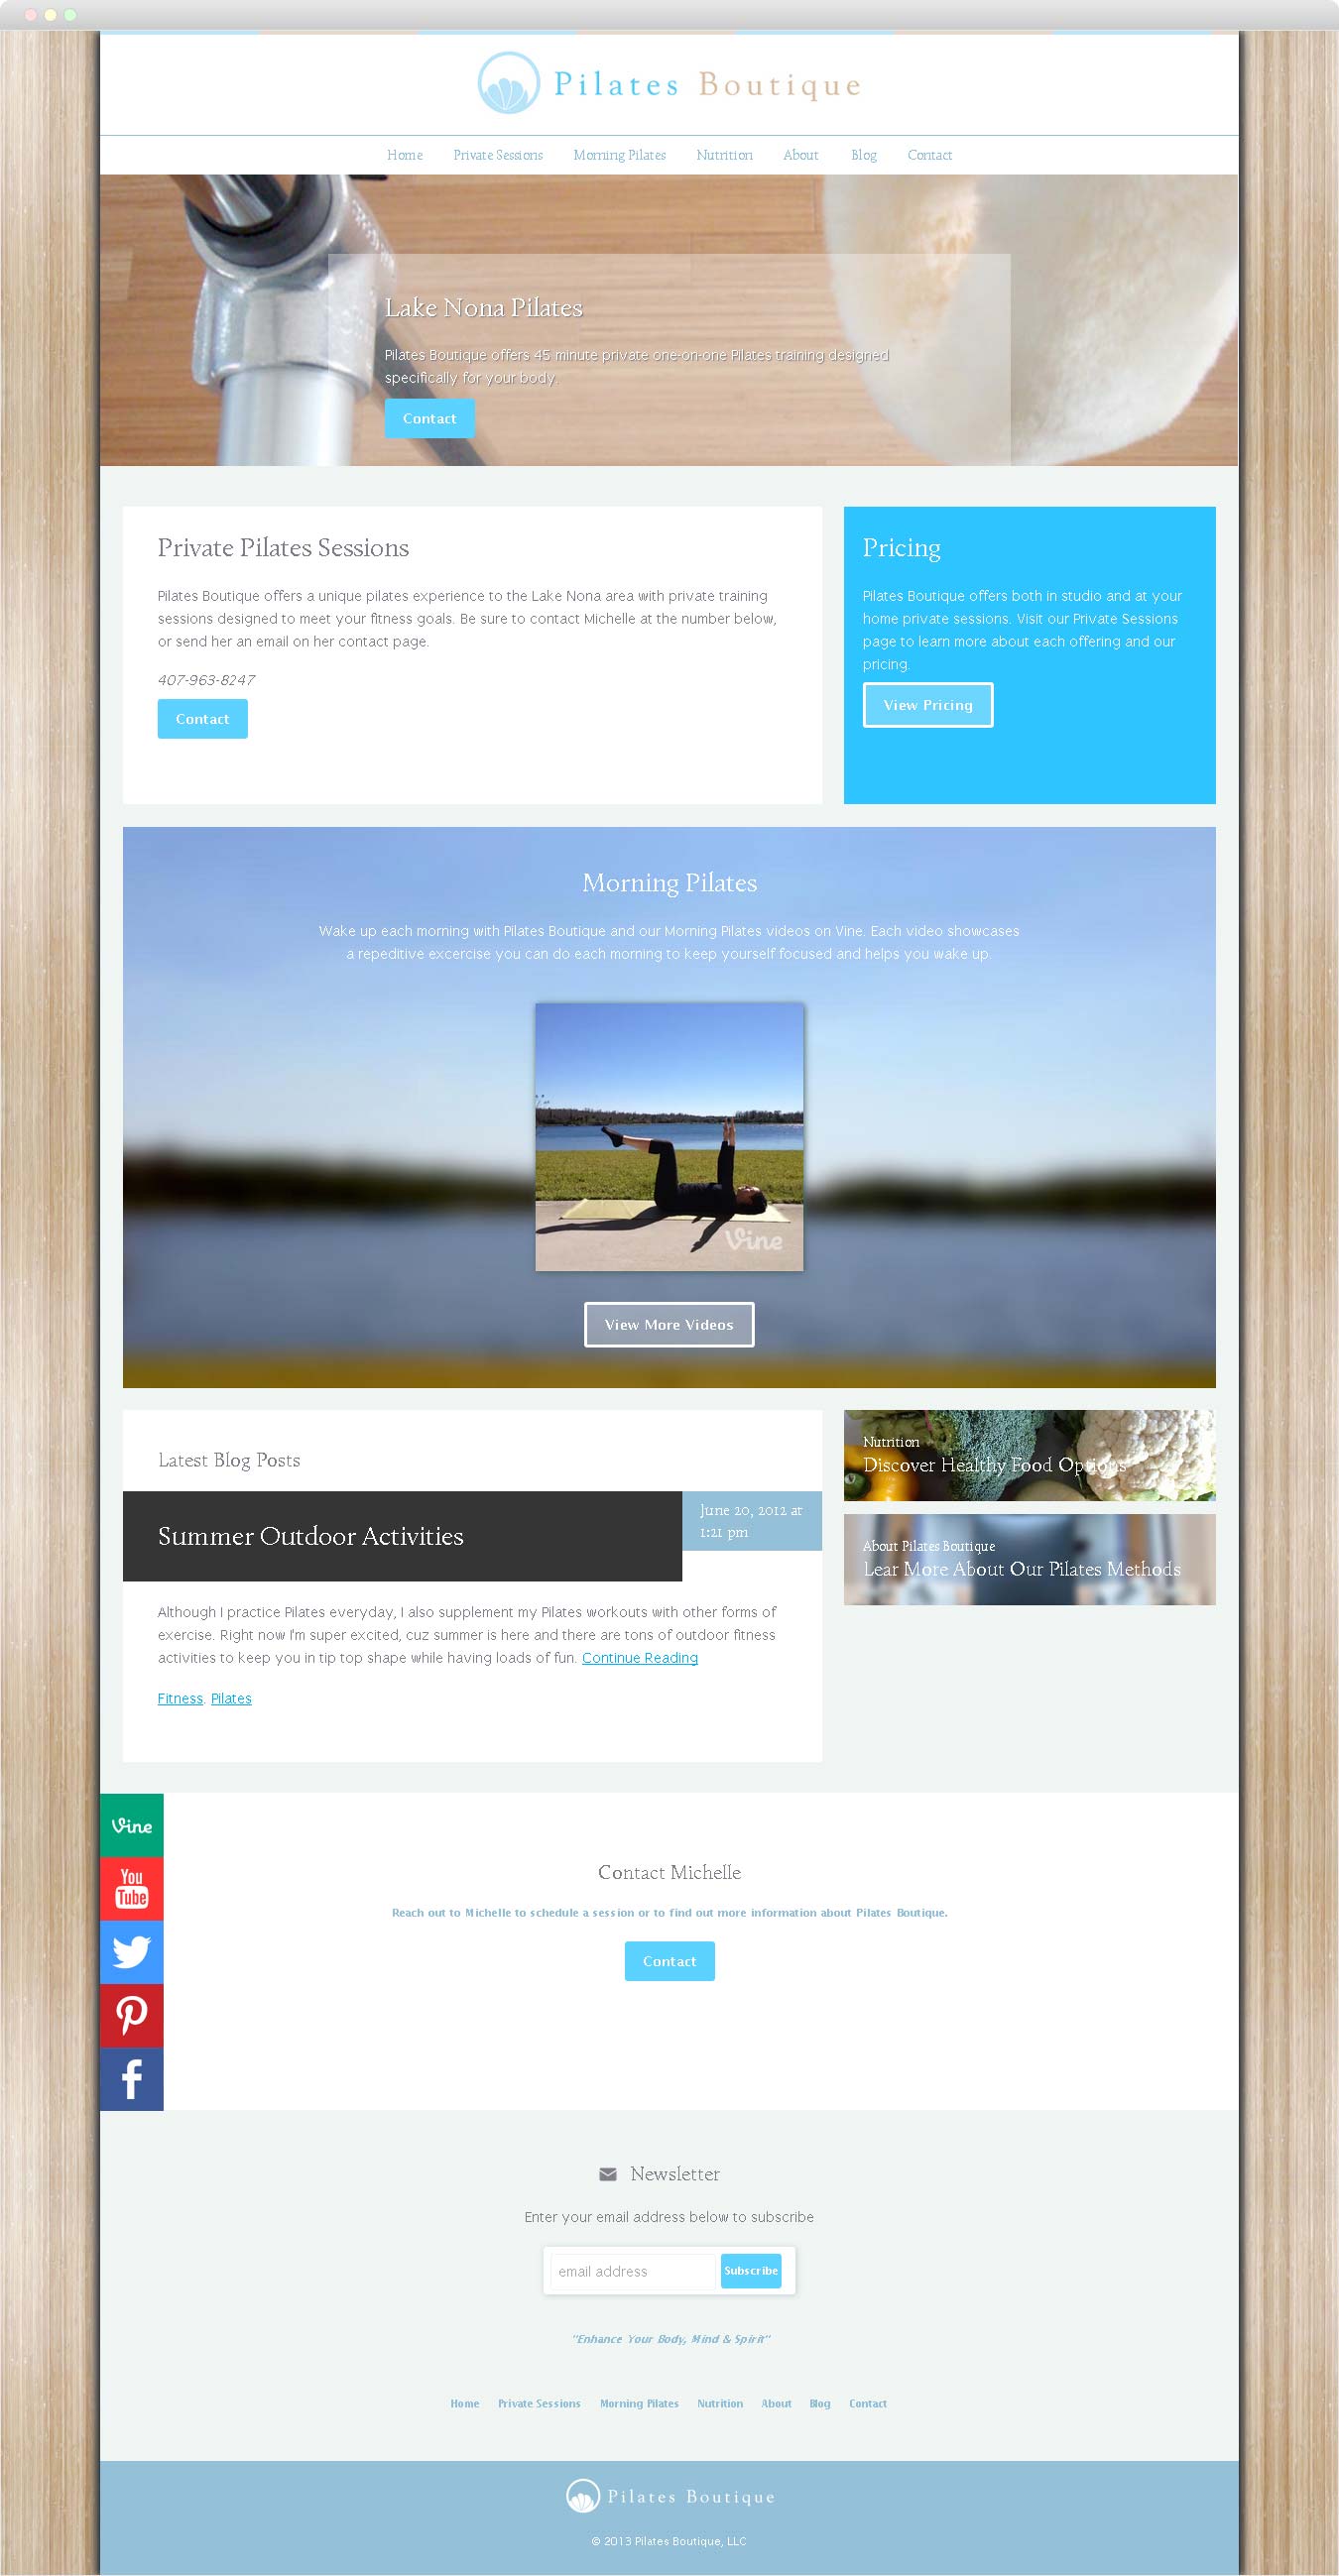 Pilates Boutique
Home Private Sessions Morning Pilates Nutrition About Blog Contact
Lake Nona Pilates
Pilates Boutique offers 45 minute private one-on-one Pilates training designed
specifically for your body.
Contact
Private Pilates Sessions
Pilates Boutique offers a unique pilates experience to the Lake Nona area with private training
sessions designed to meet your fitness goals. Be sure to contact Michelle at the number below,
or send her an email on her contact page.
407-963-8247
Contact
Pricing
Pilates Boutique offers both in studio and at your
home private sessions. Visit our Private Sessions
page to learn more about each offering and our
pricing.
View Pricing
Morning Pilates
Wake up each morning with Pilates Boutique and our Morning Pilates videos on Vine. Each video showcases
a repeditive excercise you can do each morning to keep yourself focused and helps you wake up.
Vine
View More Videos
Latest Blog Posts
Summer Outdoor Activities
June 20, 2012 at
1:21 pm
Although I practice Pilates everyday, I also supplement my Pilates workouts with other forms of
exercise. Right now I'm super excited, cuz summer is here and there are tons of outdoor fitness
activities to keep you in tip top shape while having loads of fun. Continue Reading
Fitness, Pilates
Nutrition
Discover Healthy Food Options
About Pilates Boutique
Lear More About Our Pilates Methods
Vine
You
Tube
Contact Michelle
Reach out to Michelle to schedule a session or to find out more information about Pilates Boutique.
Contact
Newsletter
Enter your email address below to subscribe
email address Subscribe
"Enhance Your Body, Mind & Spirit"
Home Private Sessions Morning Pilates Nutrition About Blog Contact
Pilates Boutique
© 2013 Pilates Boutique, LLC